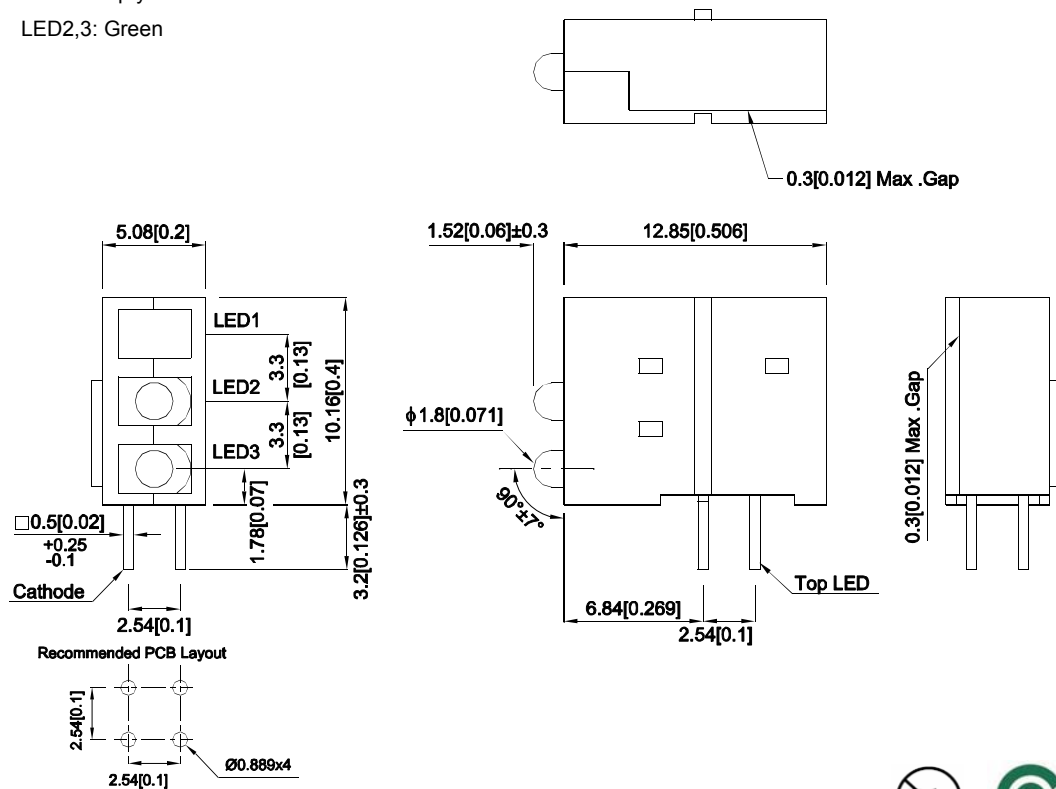 LED2,3: Green
0.3[0.012] Max .Gap
5.08[0.2]
1.52[0.06]±0.3
12.85[0.506]
LED1
3.3
[0.13]
LED2
3.3
[0.13]
LED3
10.16[0.4]
1.78[0.07]
3.2[0.126]±0.3
□0.5[0.02]
+0.25
-0.1
Cathode
2.54[0.1]
ϕ1.8[0.071]
90°±7°
6.84[0.269]
2.54[0.1]
Top LED
0.3[0.012] Max .Gap
Recommended PCB Layout
2.54[0.1]
2.54[0.1]
Ø0.889x4